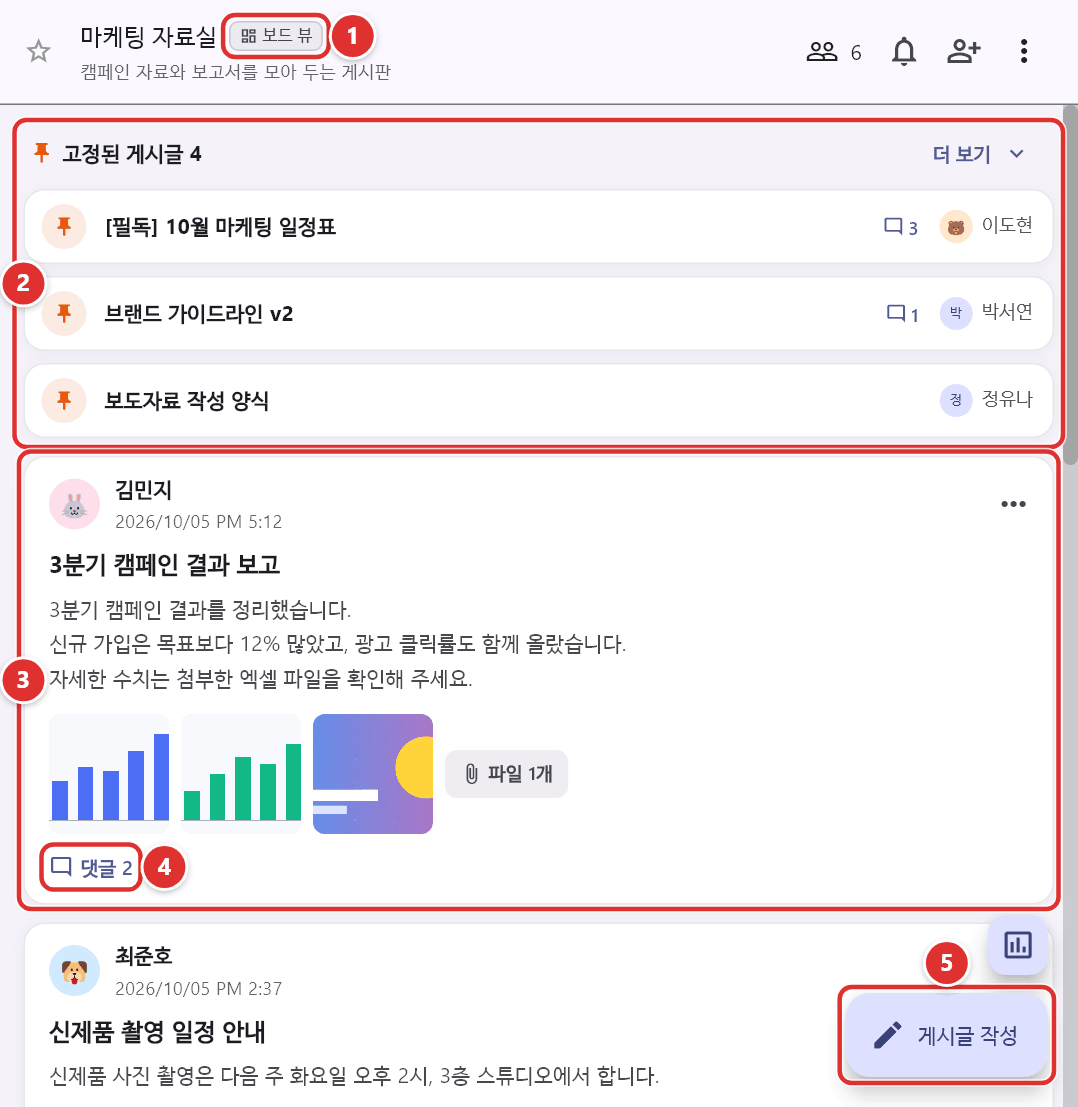 마케팅 자료실 보드 뷰 1
캠페인 자료와 보고서를 모아 두는 게시판
6
고정된 게시글 4
더 보기
[필독] 10월 마케팅 일정표
3 이도현
2
브랜드 가이드라인 v2
1 박 박서연
보도자료 작성 양식
정 정유나
김민지
2026/10/05 PM 5:12
3분기 캠페인 결과 보고
3분기 캠페인 결과를 정리했습니다.
신규 가입은 목표보다 12% 많았고, 광고 클릭률도 함께 올랐습니다.
3
자세한 수치는 첨부한 엑셀 파일을 확인해 주세요.
파일 1개
댓글 2 4
최준호
2026/10/05 PM 2:37
5
신제품 촬영 일정 안내
게시글 작성
신제품 사진 촬영은 다음 주 화요일 오후 2시, 3층 스튜디오에서 합니다.